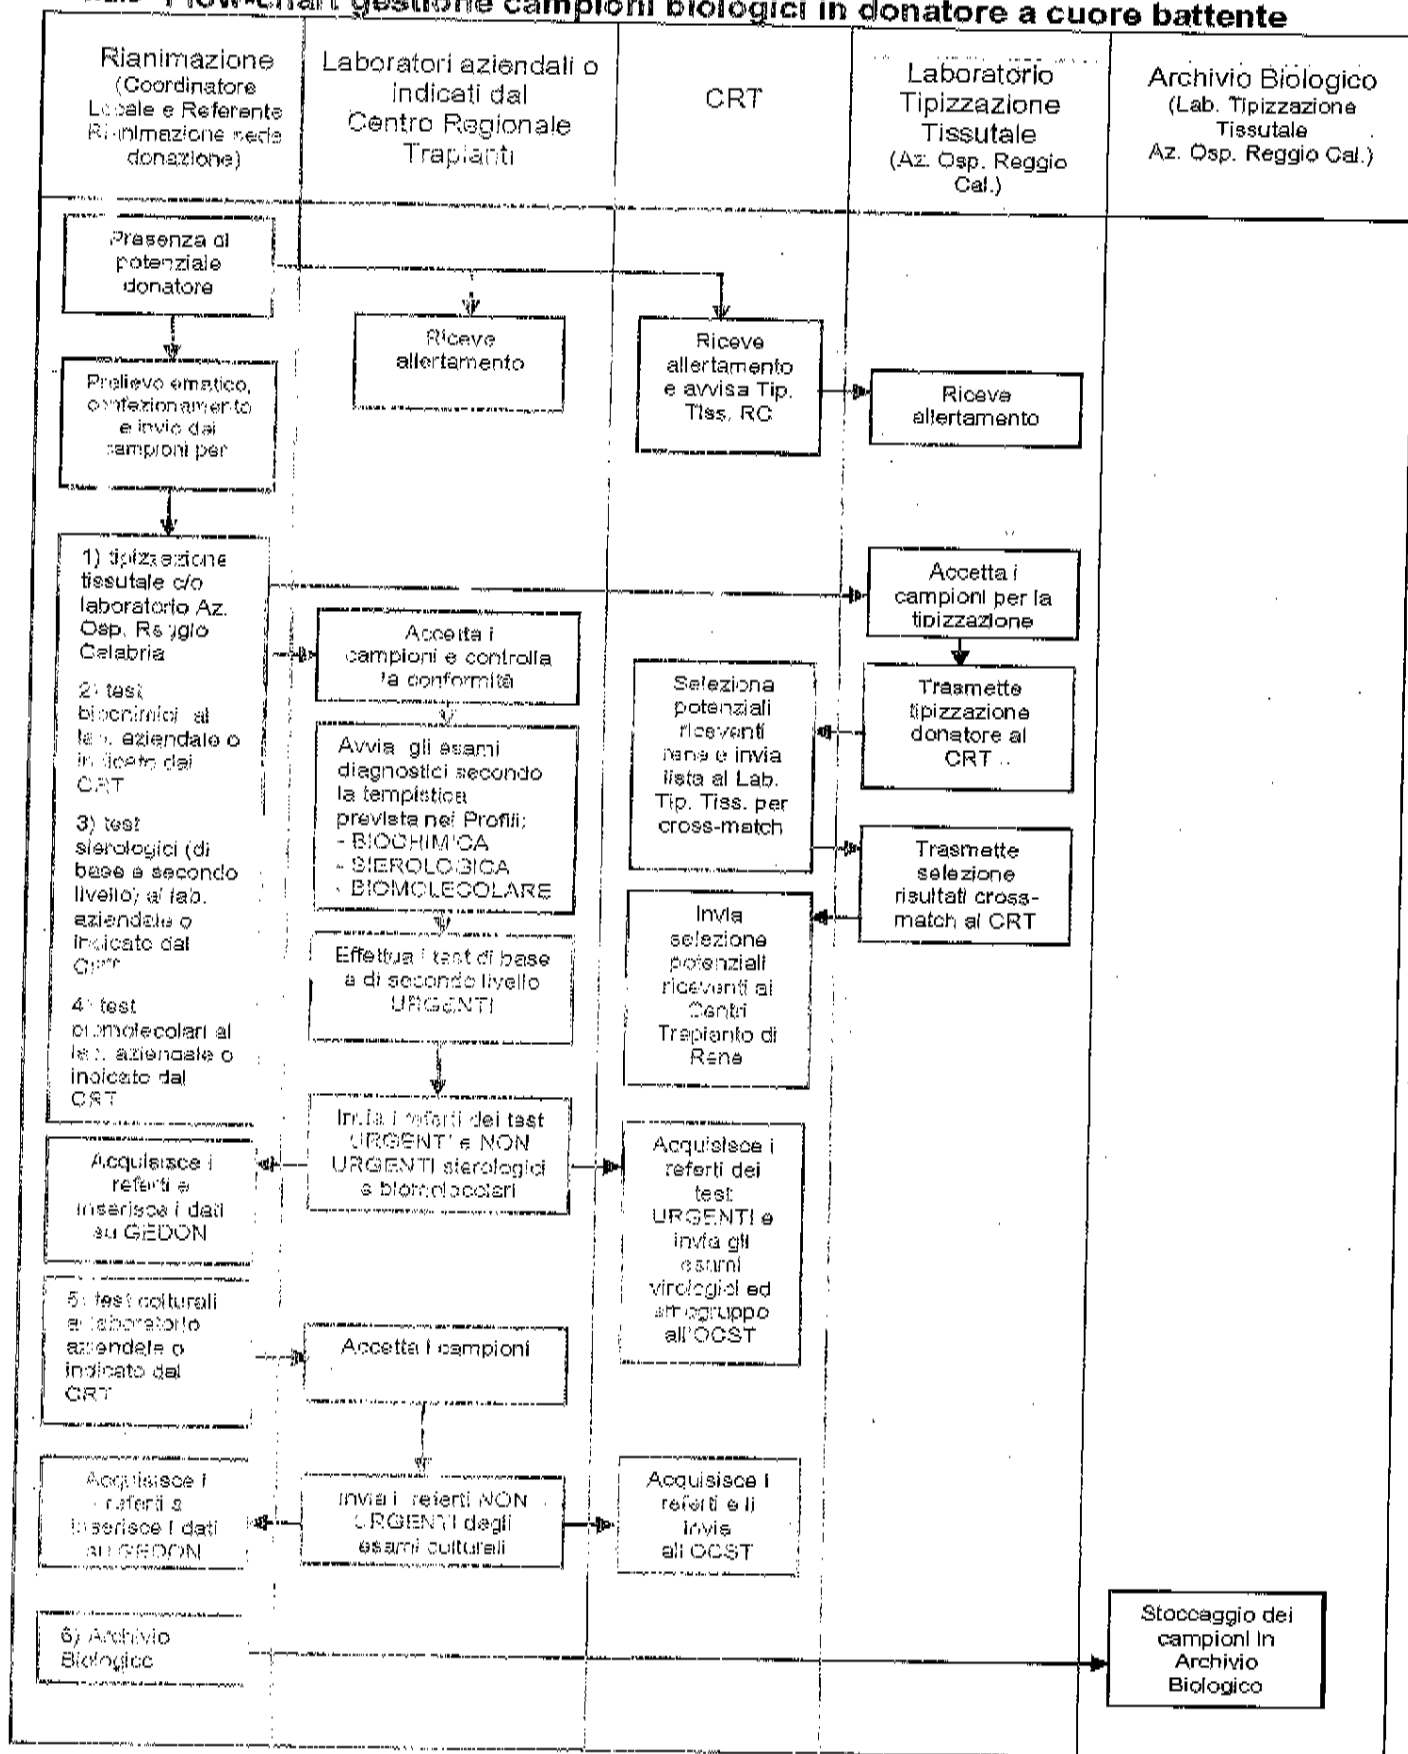 Flow-chart gestione campioni biologici in donatore a cuore battente
Rianimazione
(Coordinatore
Locale e Referente
Rianimazione sede
donazione)
Laboratori aziendali o
indicati dal
Centro Regionale
Trapianti
CRT
Laboratorio
Tipizzazione
Tissutale
(Az. Osp. Reggio
Cal.)
Archivio Biologico
(Lab. Tipizzazione
Tissutale
Az. Osp. Reggio Cal.)
Presenza di
potenziale
donatore
Riceve
allertamento
Riceve
allertamento
e avvisa Tip.
Tiss. RC
Riceve
allertamento
Prelievo ematico,
confezionamento
e invio dei
campioni per
1) tipizzazione
tissutale c/o
laboratorio Az.
Osp. Reggio
Calabria
2) test
biochimici al
lab. aziendale o
indicato dal
CRT
3) test
sierologici (di
base e secondo
livello) al lab.
aziendale o
indicato dal
CRT
4) test
biomolecolari al
lab. aziendale o
indicato dal
CRT
Accetta i
campioni e controlla
la conformità
Avvia gli esami
diagnostici secondo
la tempistica
prevista nei Profili:
- BIOCHIMICA
- SIEROLOGICA
- BIOMOLECOLARE
Effettua i test di base
e di secondo livello
URGENTI
Invia i referti dei test
URGENTI e NON
URGENTI sierologici
e biomolecolari
Accetta i
campioni per la
tipizzazione
Trasmette
tipizzazione
donatore al
CRT
Seleziona
potenziali
riceventi
rene e invia
lista al Lab.
Tip. Tiss. per
cross-match
Trasmette
selezione
risultati cross-
match al CRT
Invia
selezione
potenziali
riceventi ai
Centri
Trapianto di
Rene
Acquisisce i
referti e
inserisce i dati
su GEDON
Acquisisce i
referti dei
test
URGENTI e
invia gli
esami
virologici ed
emogruppo
all'OCST
5) test colturali
al laboratorio
aziendale o
indicato dal
CRT
Accetta i campioni
Acquisisce i
referti e
inserisce i dati
su GEDON
Invia i referti NON
URGENTI degli
esami colturali
Acquisisce i
referti e li
invia
all OCST
6) Archivio
Biologico
Stoccaggio dei
campioni in
Archivio
Biologico